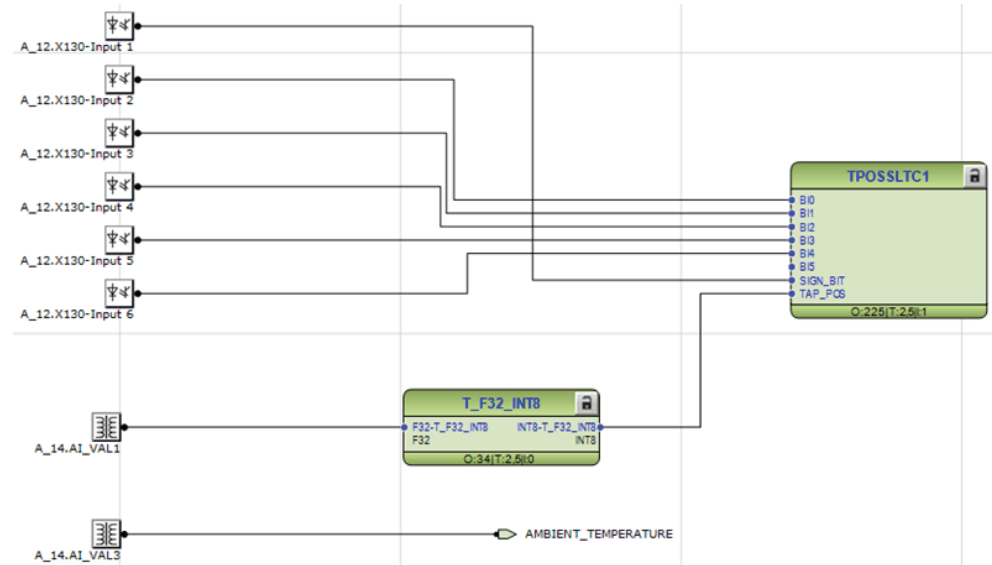 A_12.X130-Input 1
A_12.X130-Input 2
A_12.X130-Input 3
A_12.X130-Input 4
A_12.X130-Input 5
A_12.X130-Input 6
TPOSSLTC1
BI0
BI1
BI2
BI3
BI4
BI5
SIGN_BIT
TAP_POS
O:225|T:2,5|I:1
T_F32_INT8
F32-T_F32_INT8 INT8-T_F32_INT8
F32 INT8
O:34|T:2,5|I:0
A_14.AI_VAL1
AMBIENT_TEMPERATURE
A_14.AI_VAL3